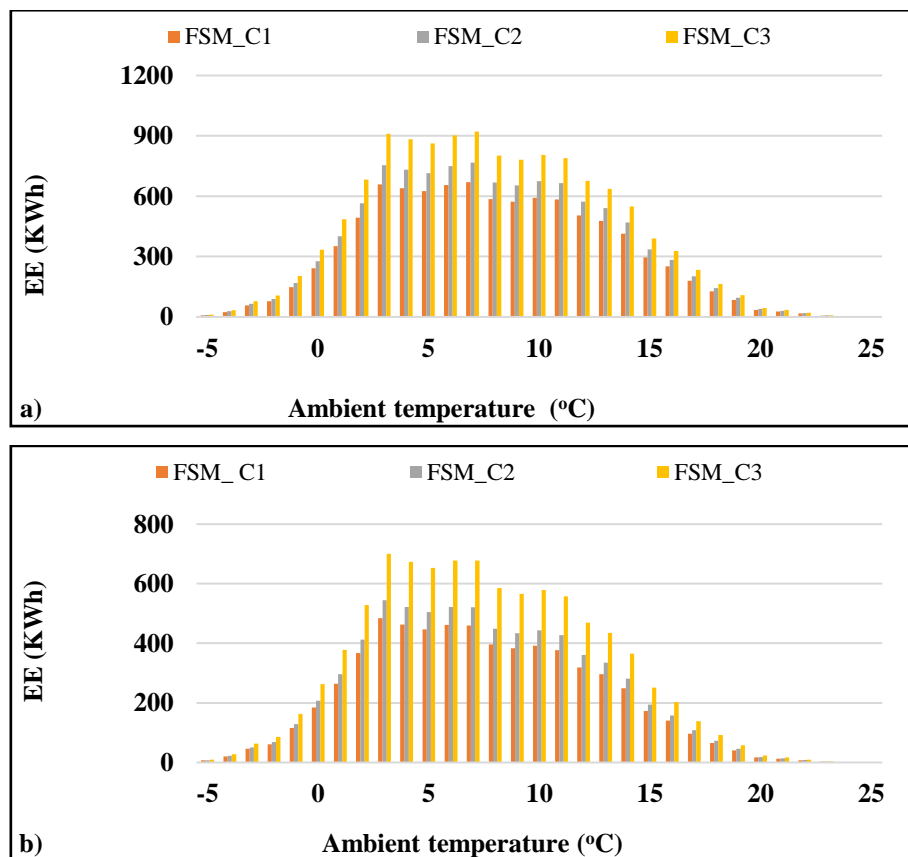 FSM_C1 FSM_C2 FSM_C3
1200
900
600
300
0
EE (KWh)
-5 0 5 10 15 20 25
a) Ambient temperature (°C)
FSM_ C1 FSM_C2 FSM_C3
800
600
400
200
0
EE (KWh)
-5 0 5 10 15 20 25
b) Ambient temperature (°C)